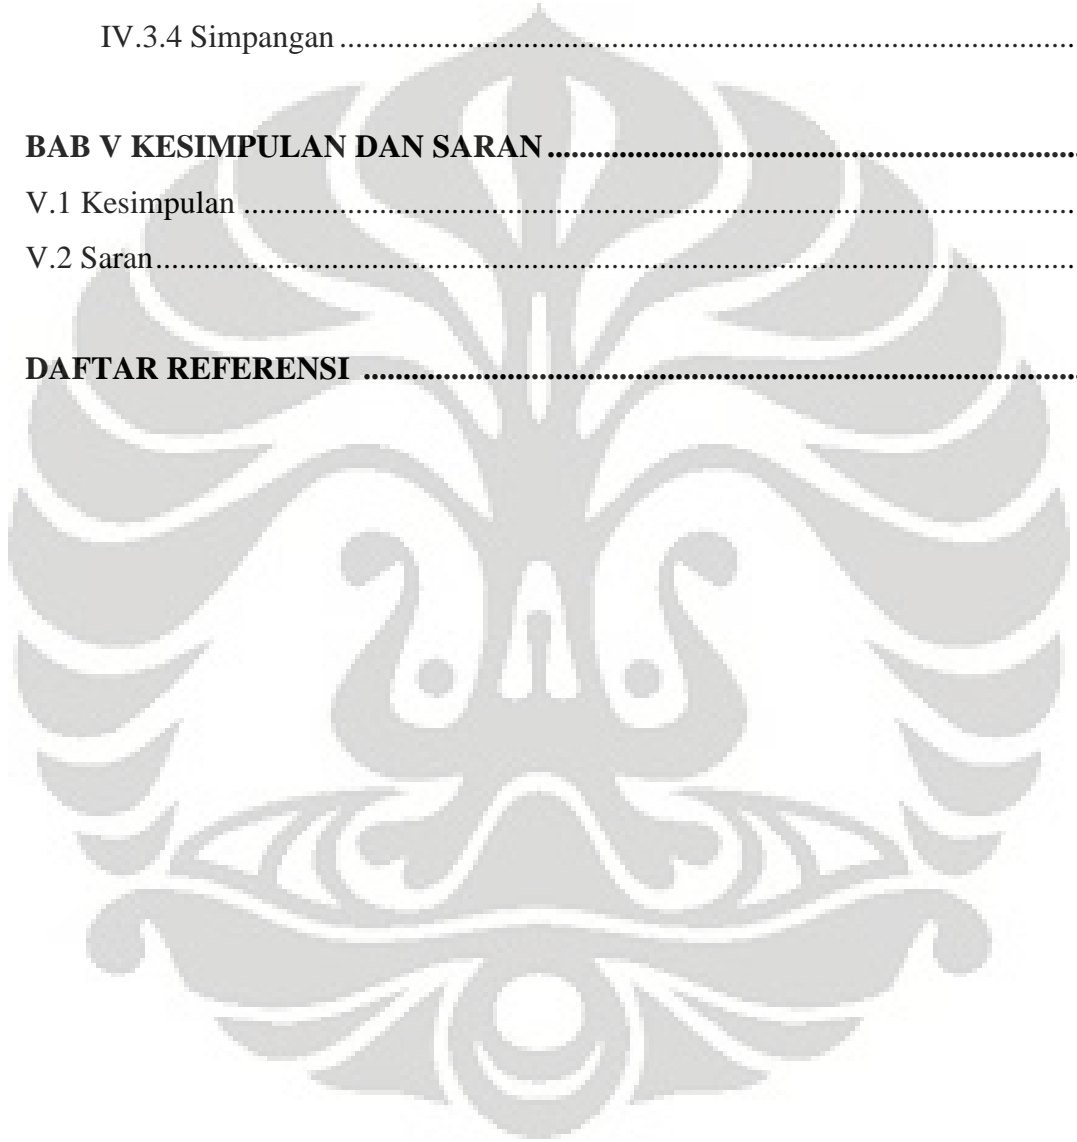 IV.3.4 Simpangan ..........................................................................................
BAB V KESIMPULAN DAN SARAN ...................................................................
V.1 Kesimpulan ........................................................................................................
V.2 Saran...................................................................................................................
DAFTAR REFERENSI .........................................................................................